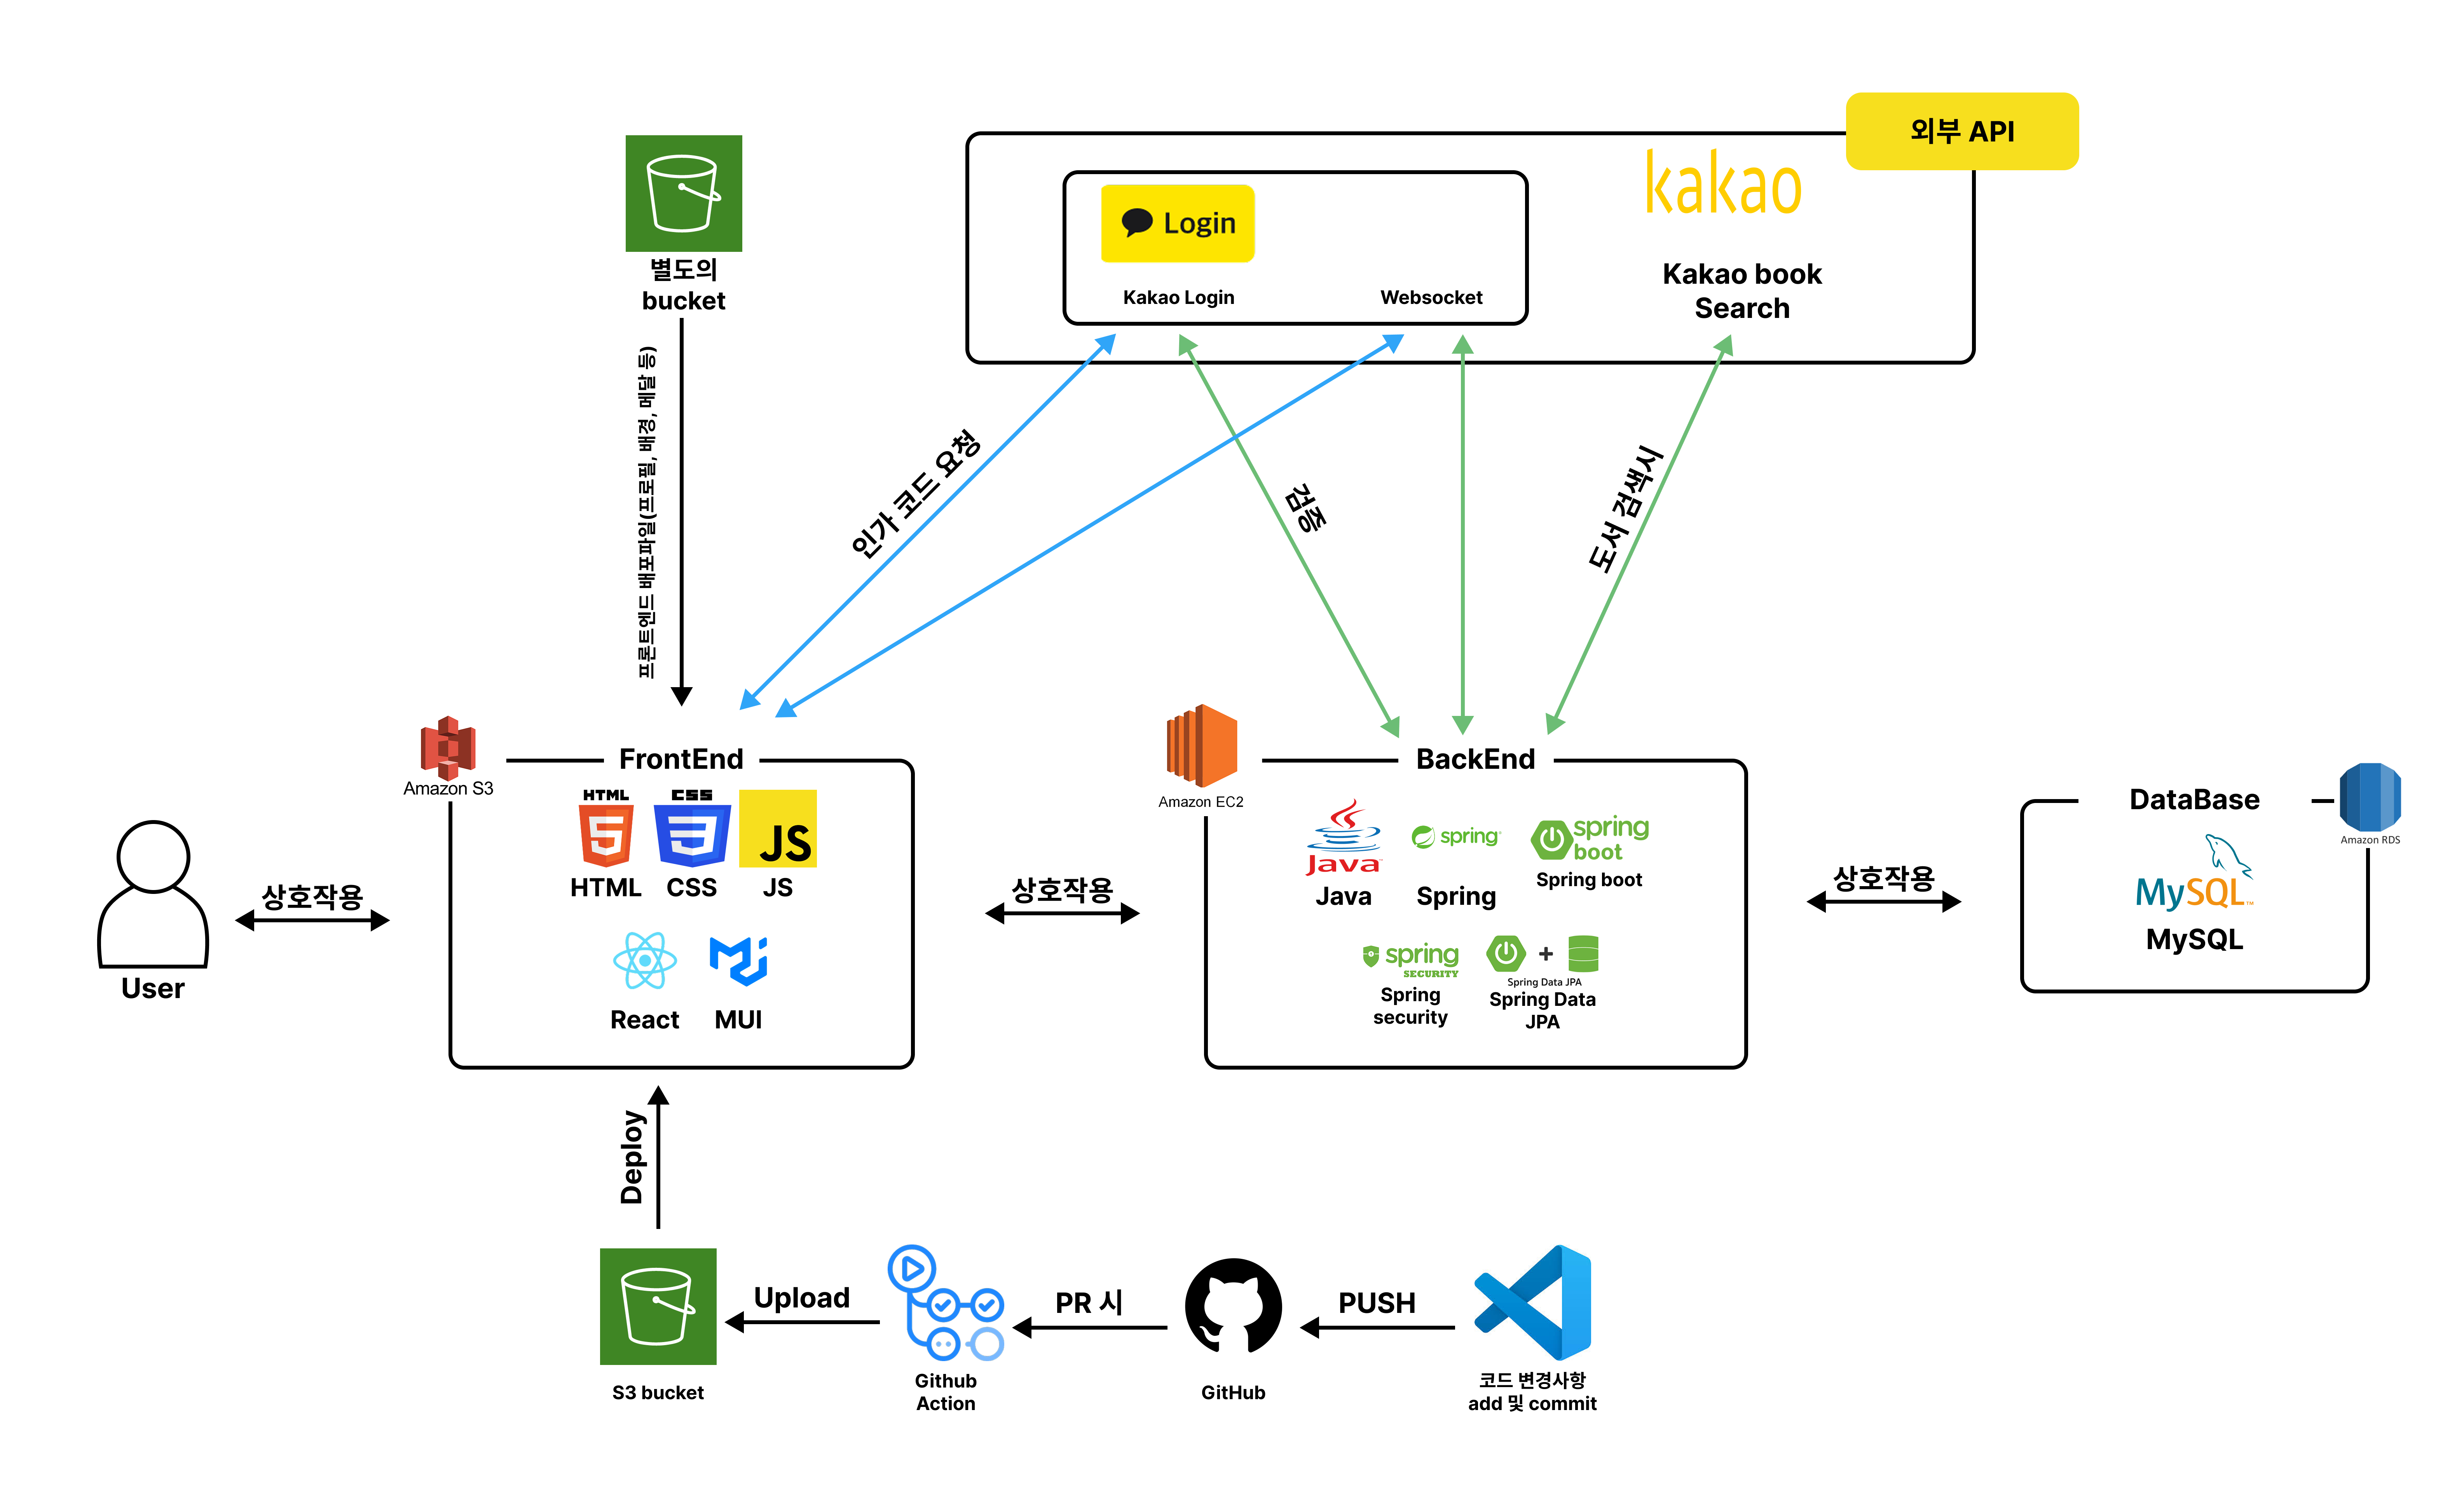 외부 API
Login
Kakao Login
Websocket
kakao
Kakao book
Search
별도의
bucket
프론트엔드 배포파일(프로필, 배경, 메달 등)
인가 코드 요청
검증
도서 검색시
Amazon S3
FrontEnd
HTML
CSS
JS
HTML
CSS
JS
React
MUI
User
상호작용
상호작용
Amazon EC2
BackEnd
Java
Java
spring
Spring
spring
boot
Spring boot
spring
SECURITY
Spring
security
+
Spring Data JPA
Spring Data
JPA
상호작용
DataBase
Amazon RDS
MySQL™
MySQL
Deploy
S3 bucket
Upload
Github
Action
PR 시
GitHub
PUSH
코드 변경사항
add 및 commit